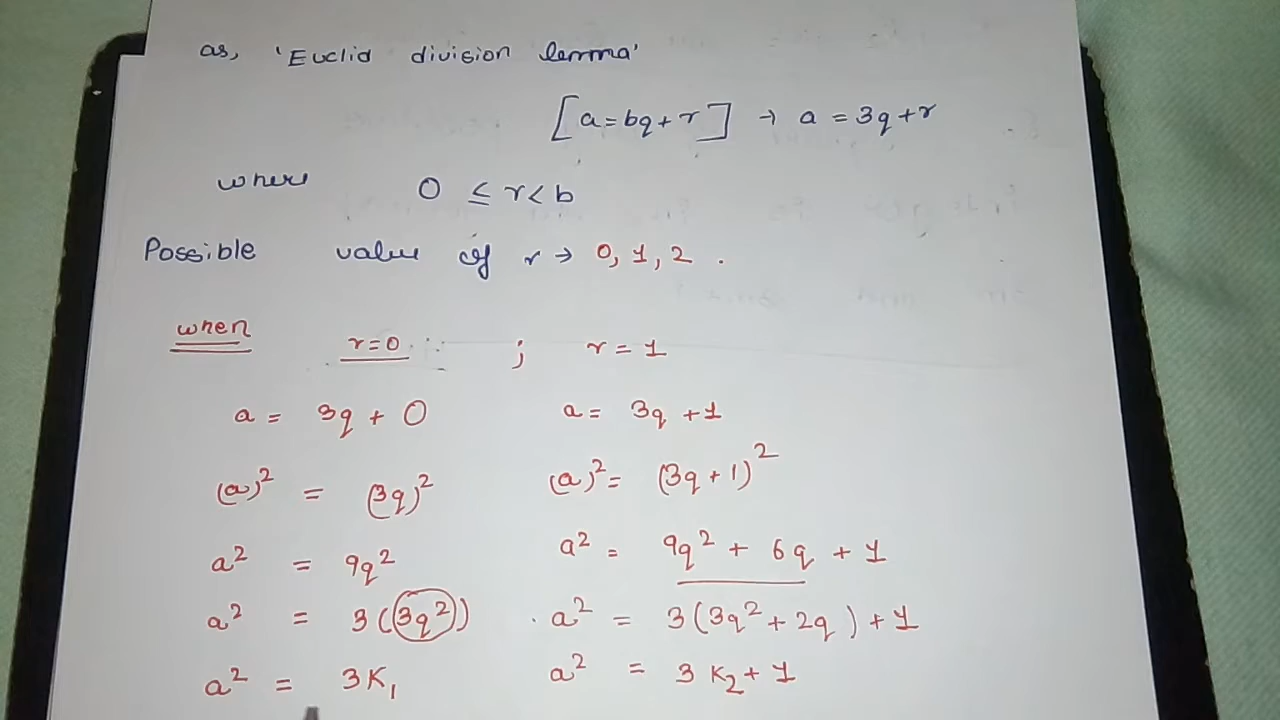 as, 'Euclid division lemma'
[a=bq+r] → a = 3q+r
where 0 ≤ r< b
Possible value of r → 0, 1, 2 .
when r=0 ; r = 1
a = 3q + 0 a = 3q +1
(a)² = (3q)² (a)² = (3q + 1)²
a² = 9q² a² = 9q² + 6q + 1
a² = 3(3q²) a² = 3(3q² + 2q) + 1
a² = 3K₁ a² = 3 K₂ + 1